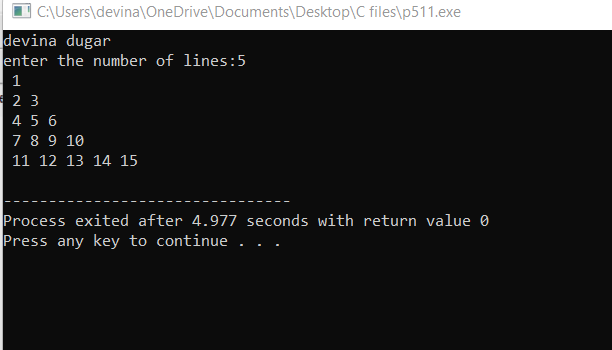 C:\Users\devina\OneDrive\Documents\Desktop\C files\p511.exe
devina dugar
enter the number of lines:5
1
2 3
4 5 6
7 8 9 10
11 12 13 14 15
--------------------------------
Process exited after 4.977 seconds with return value 0
Press any key to continue . . .